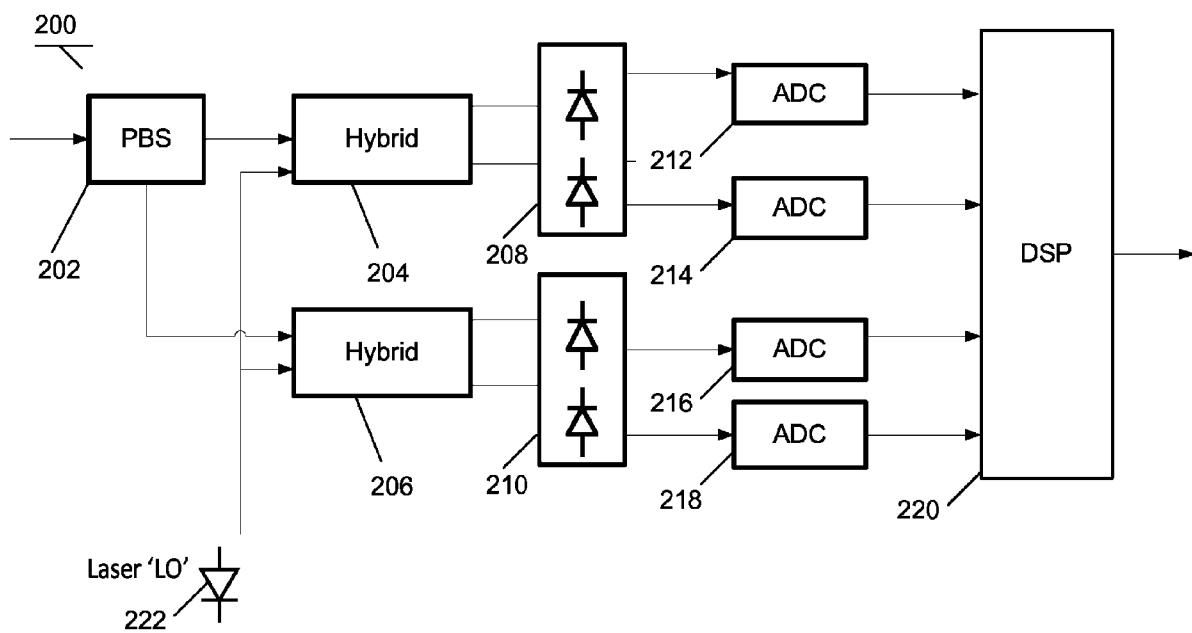 200
PBS
Hybrid
ADC
212
202
204
208
ADC
214
DSP
Hybrid
ADC
216
206
210
ADC
218
220
Laser ‘LO’
222